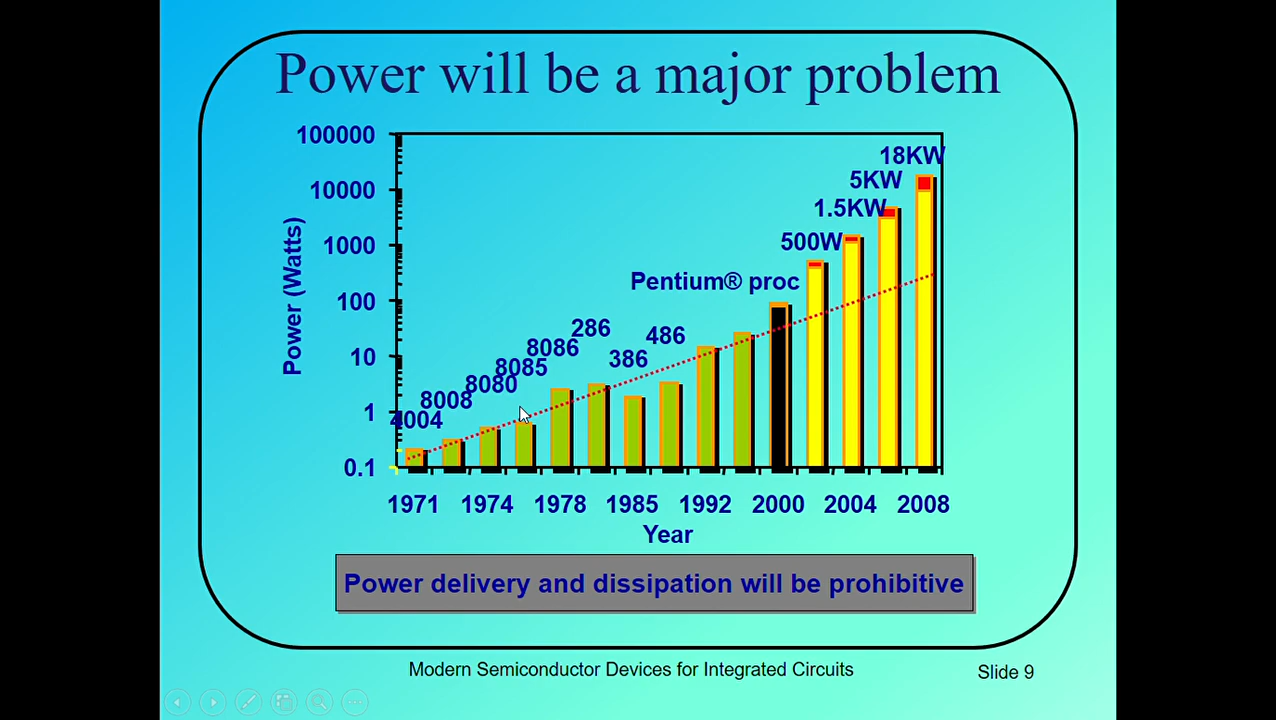 Power will be a major problem
100000
10000
1000
100
10
1
0.1
Power (Watts)
4004
8008
8080
8085
8086
286
386
486
Pentium® proc
500W
1.5KW
5KW
18KW
1971 1974 1978 1985 1992 2000 2004 2008
Year
Power delivery and dissipation will be prohibitive
Modern Semiconductor Devices for Integrated Circuits
Slide 9